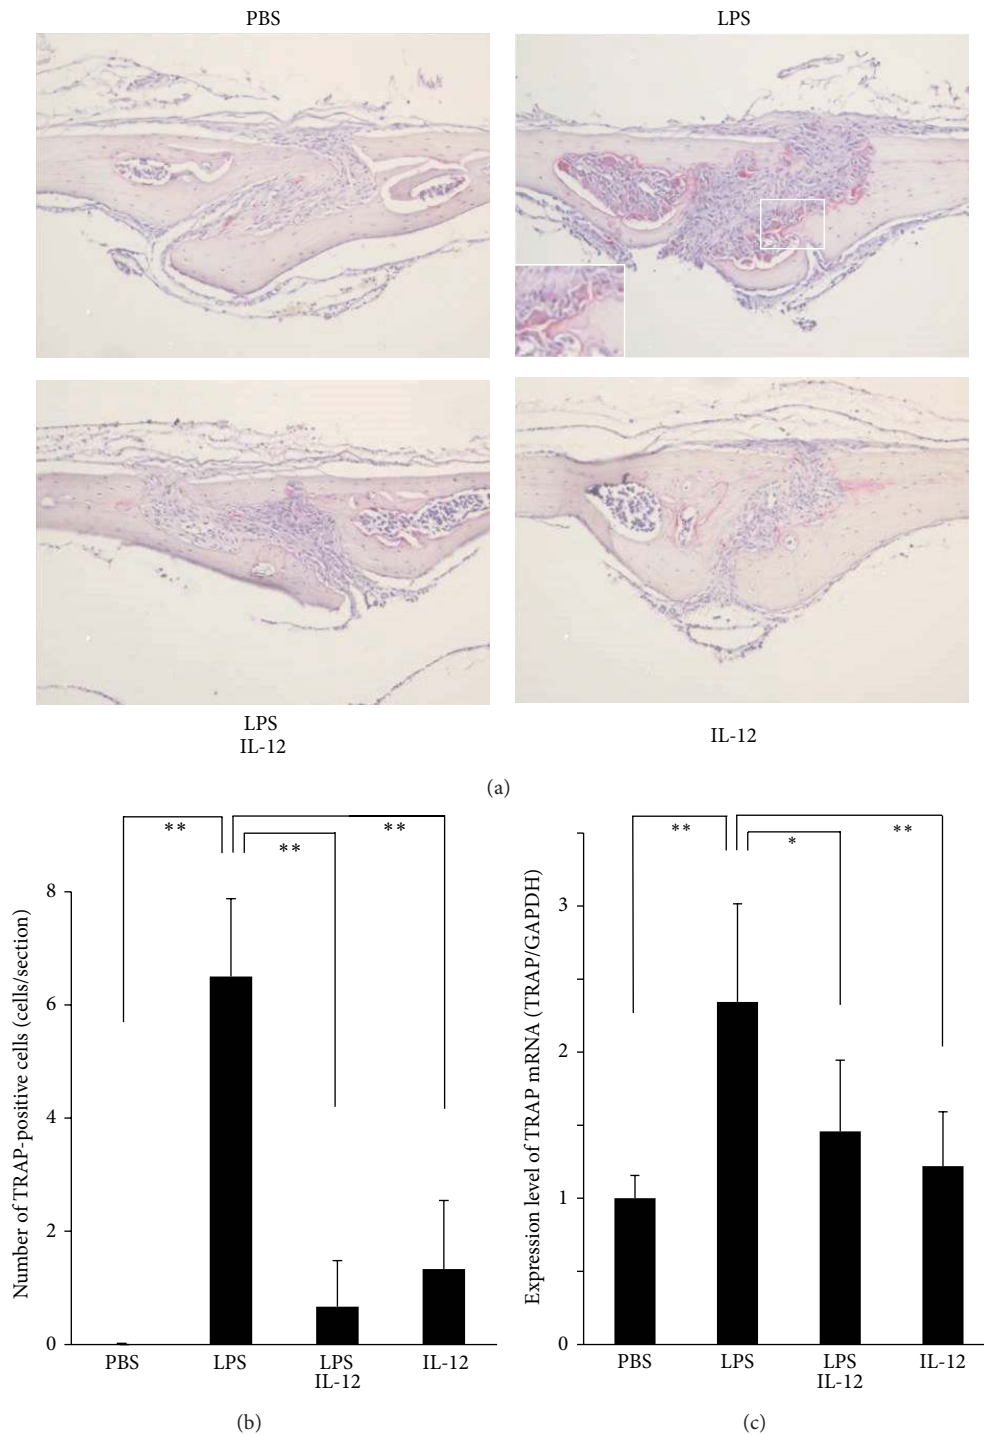 PBS
LPS
LPS
IL-12
IL-12
(a)
**
**
**
8
6
4
2
0
Number of TRAP-positive cells (cells/section)
PBS
LPS
LPS
IL-12
IL-12
(b)
**
**
*
3
2
1
0
Expression level of TRAP mRNA (TRAP/GAPDH)
PBS
LPS
LPS
IL-12
IL-12
(c)